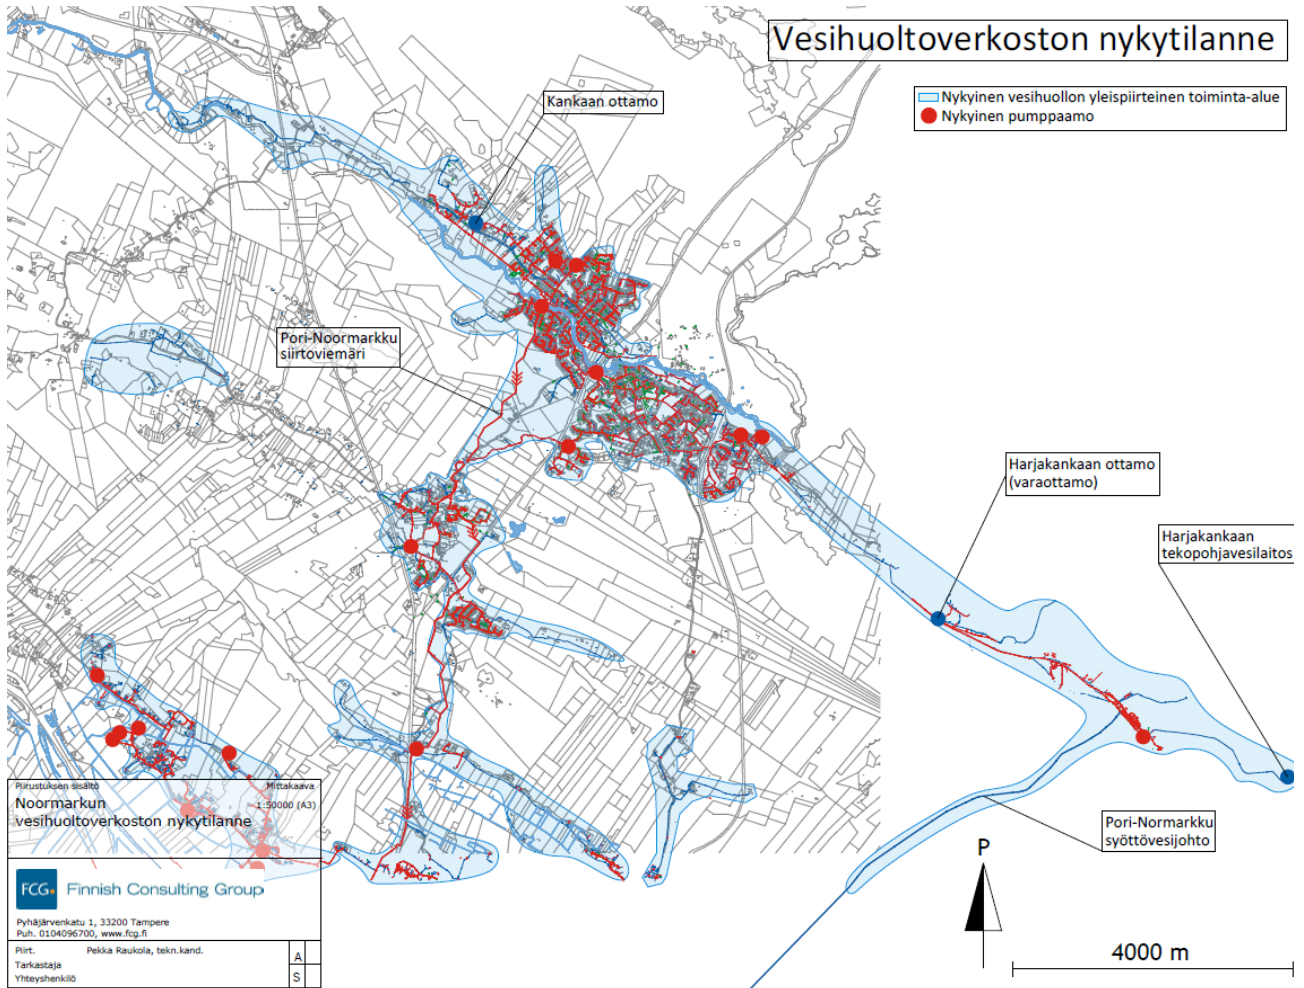 Vesihuoltoverkoston nykytilanne
Nykyinen vesihuollon yleispiirteinen toiminta-alue
Nykyinen pumppaamo
Kankaan ottamo
Pori-Noormarkku
siirtoviemäri
Harjakankaan ottamo
(varaottamo)
Harjakankaan
tekopohjavesilaitos
Pori-Normarkku
syöttövesijohto
P
4000 m
Piirustuksen sisältö
Mittakaava
Noormarkun
1:50000 (A3)
vesihuoltoverkoston nykytilanne
FCG. Finnish Consulting Group
Pyhäjärvenkatu 1, 33200 Tampere
Puh. 0104096700, www.fcg.fi
Piirt. Pekka Raukola, tekn.kand.
A
Tarkastaja
Yhteyshenkilö
S